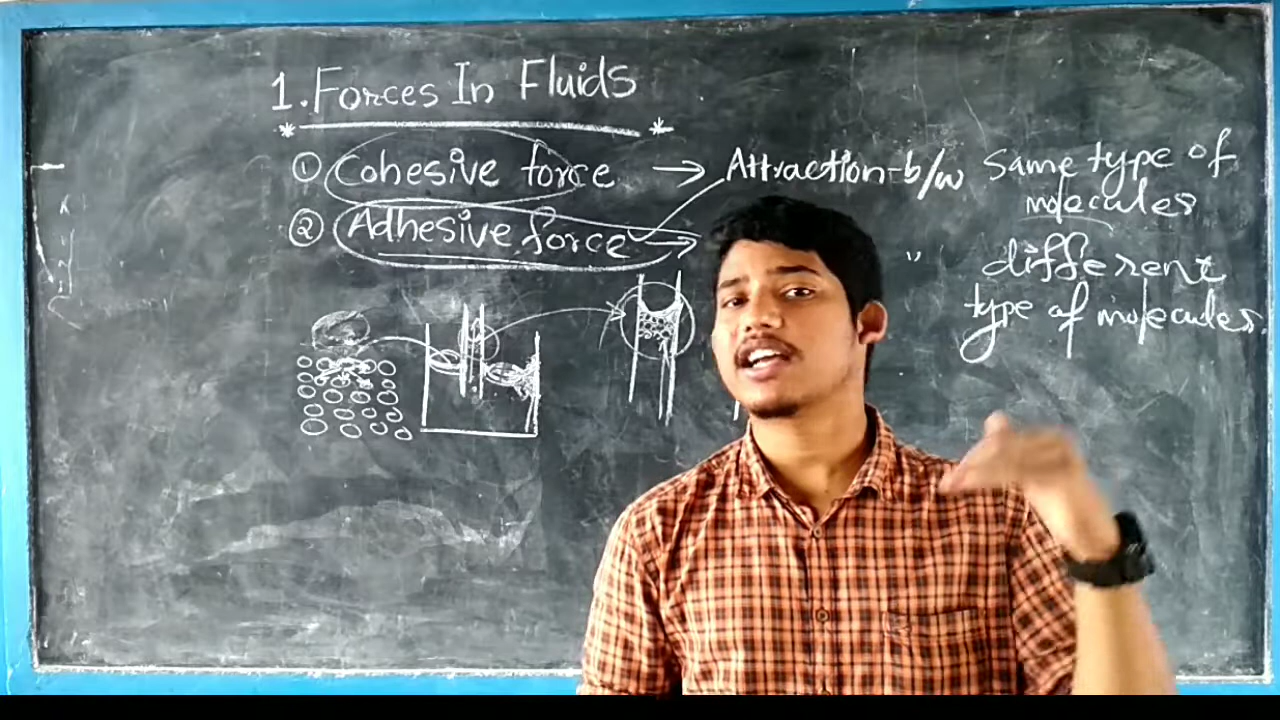 1. Forces In Fluids
① Cohesive force → Attraction b/w Same type of
molecules
② Adhesive force → " different
type of molecules.